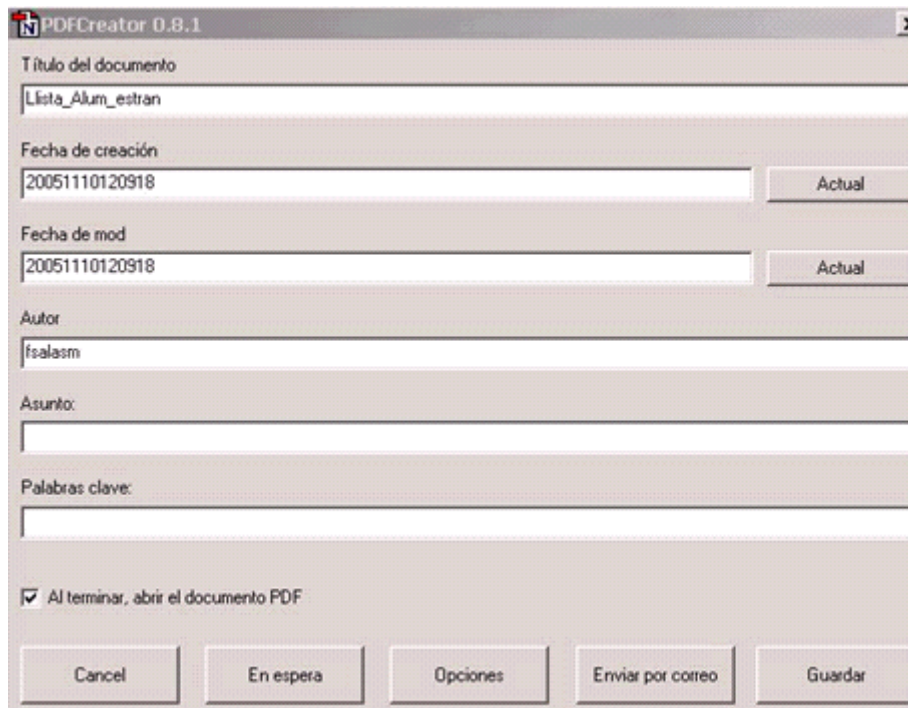 PDFCreator 0.8.1
Título del documento
Llista_Alum_estran
Fecha de creación
20051110120918
Actual
Fecha de mod
20051110120918
Actual
Autor
fsalasm
Asunto:
Palabras clave:
Al terminar, abrir el documento PDF
Cancel En espera Opciones Enviar por correo Guardar